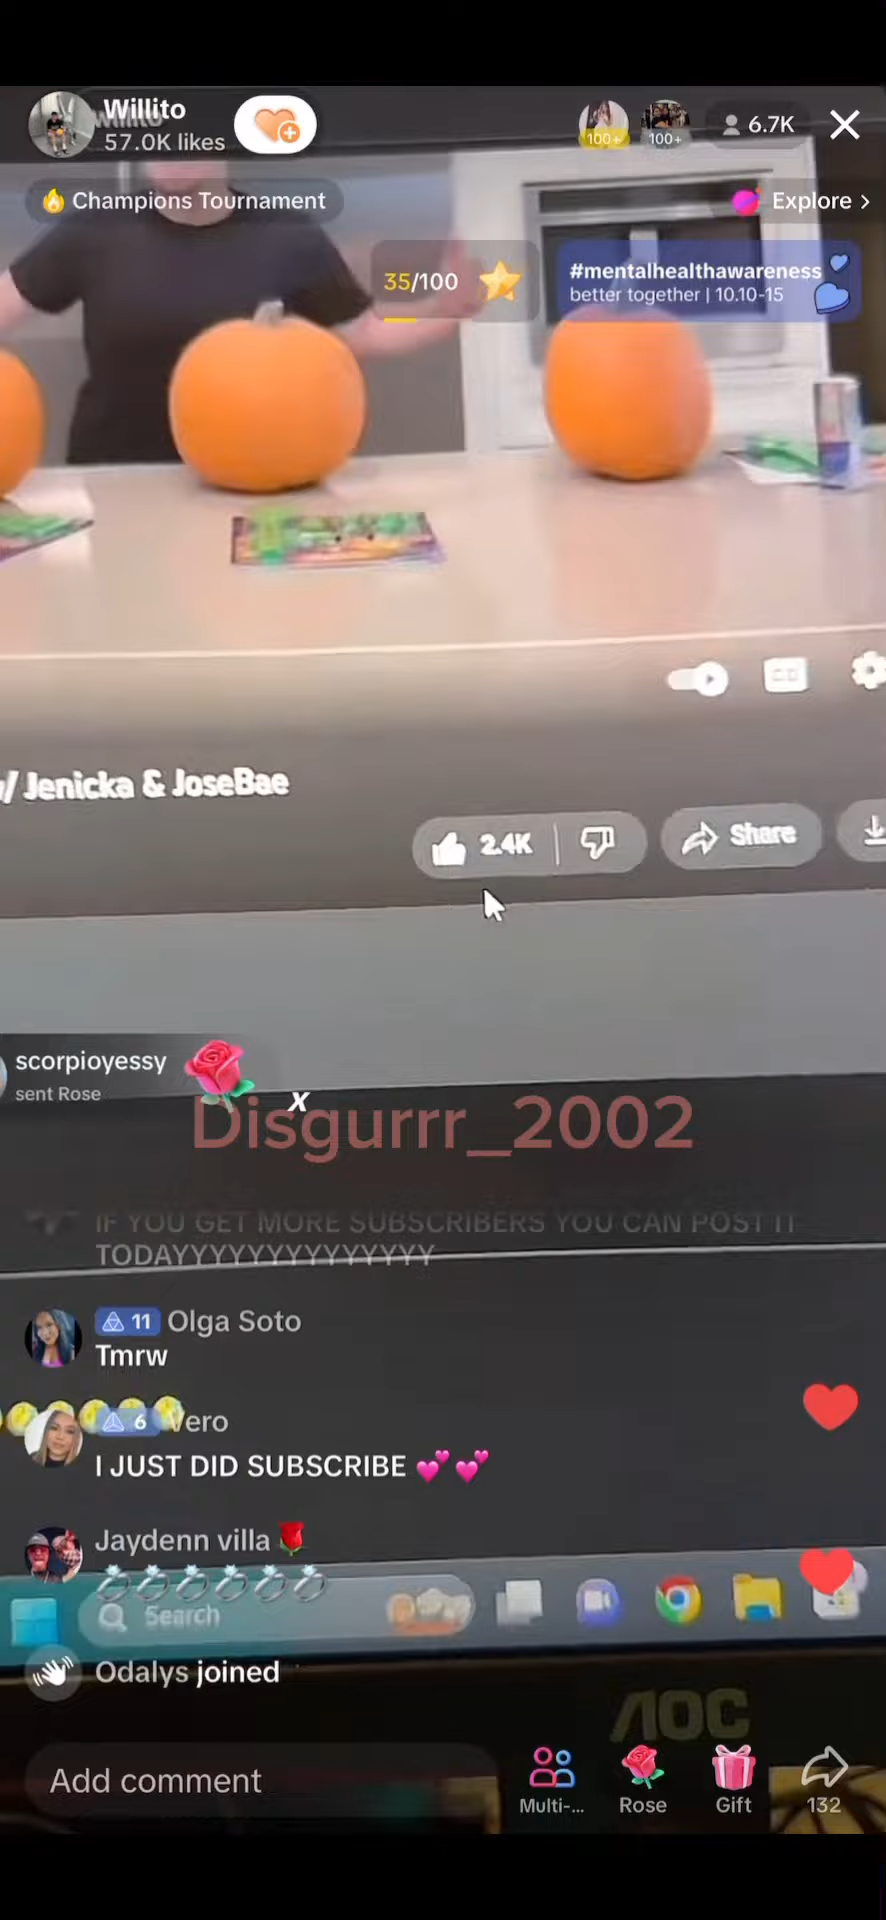 Willito
57.0K likes
100+
100+
6.7K
Champions Tournament
Explore >
35/100
#mentalhealthawareness
better together | 10.10-15
/ Jenicka & JoseBae
2.4K
Share
scorpioyessy
sent Rose
x
Disgurrr_2002
IF YOU GET MORE SUBSCRIBERS YOU CAN POST IT
TODAYYYYYYYYYYYYYY
11 Olga Soto
Tmrw
6 Vero
I JUST DID SUBSCRIBE 💕 💕
Jaydenn villa🌹
💍💍💍💍💍💍
Search
Odalys joined
AOC
Add comment
Multi-...
Rose
Gift
132